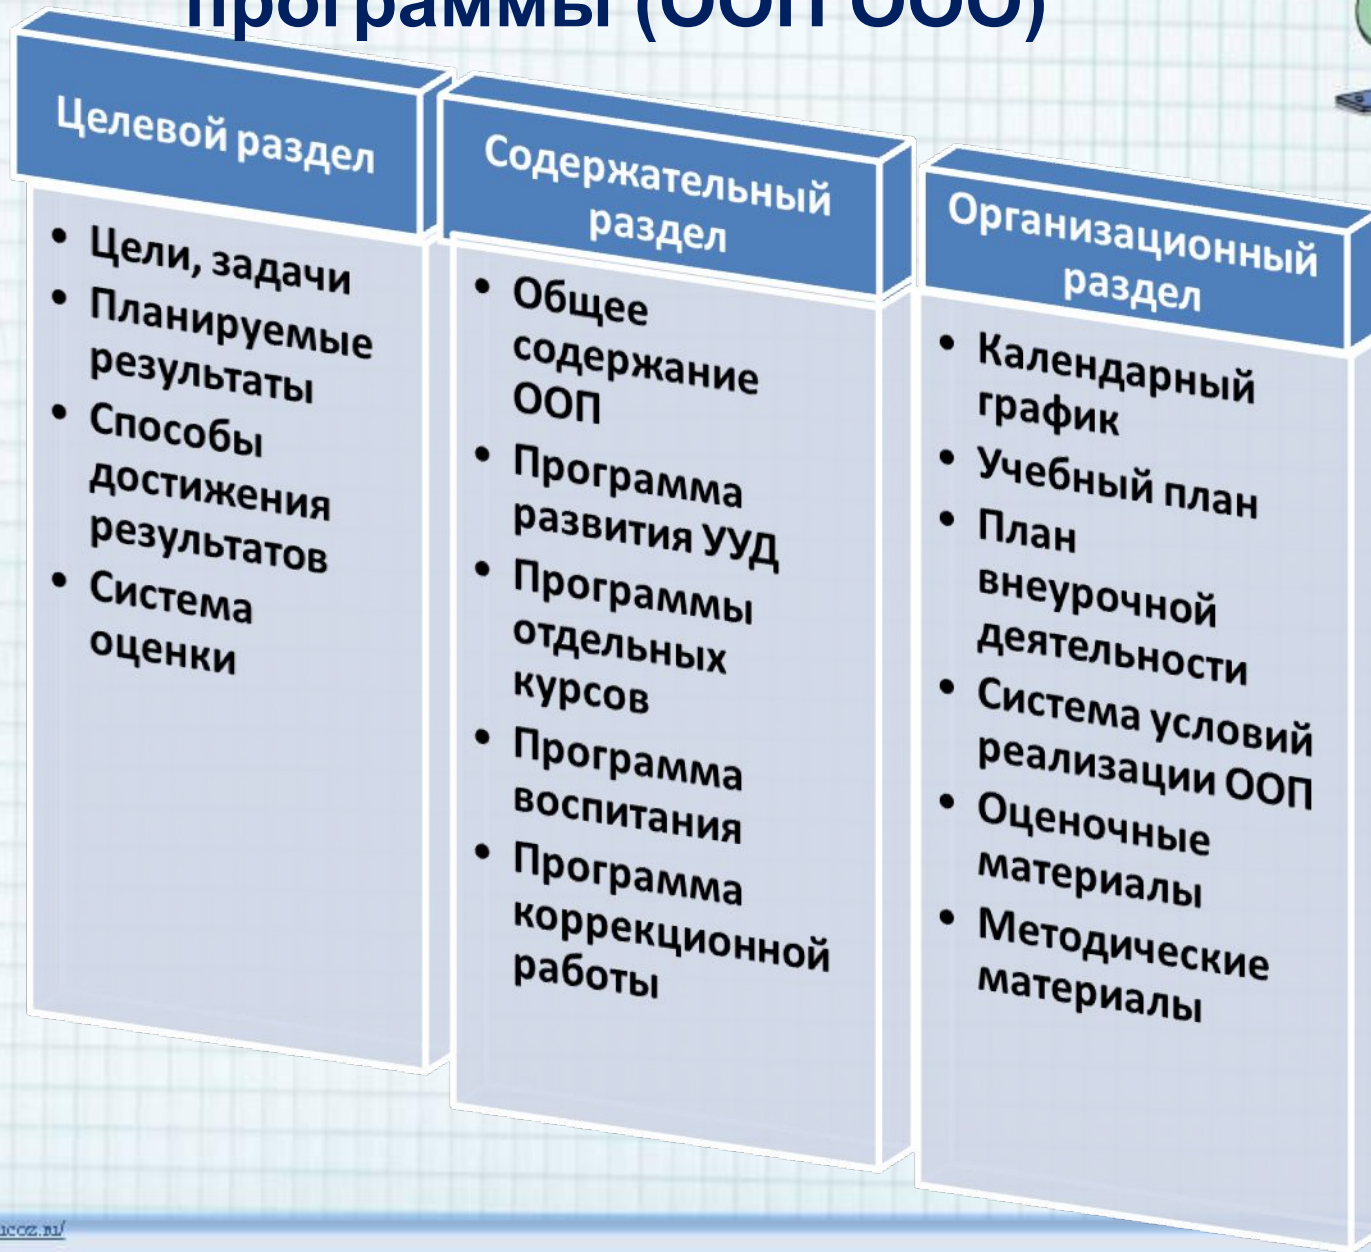 программы (ООП ООО)
Целевой раздел
• Цели, задачи
• Планируемые
результаты
• Способы
достижения
результатов
• Система
оценки
Содержательный
раздел
• Общее
содержание
ООП
• Программа
развития УУД
• Программы
отдельных
курсов
• Программа
воспитания
• Программа
коррекционной
работы
Организационный
раздел
• Календарный
график
• Учебный план
• План
внеурочной
деятельности
• Система условий
реализации ООП
• Оценочные
материалы
• Методические
материалы
ucoz.ru/